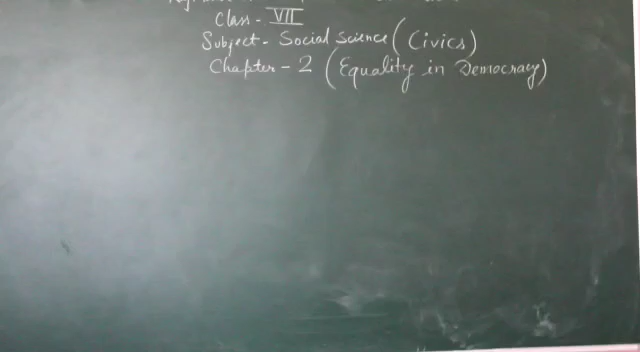 Class - VII
Subject - Social Science (Civics)
Chapter - 2 (Equality in Democracy)